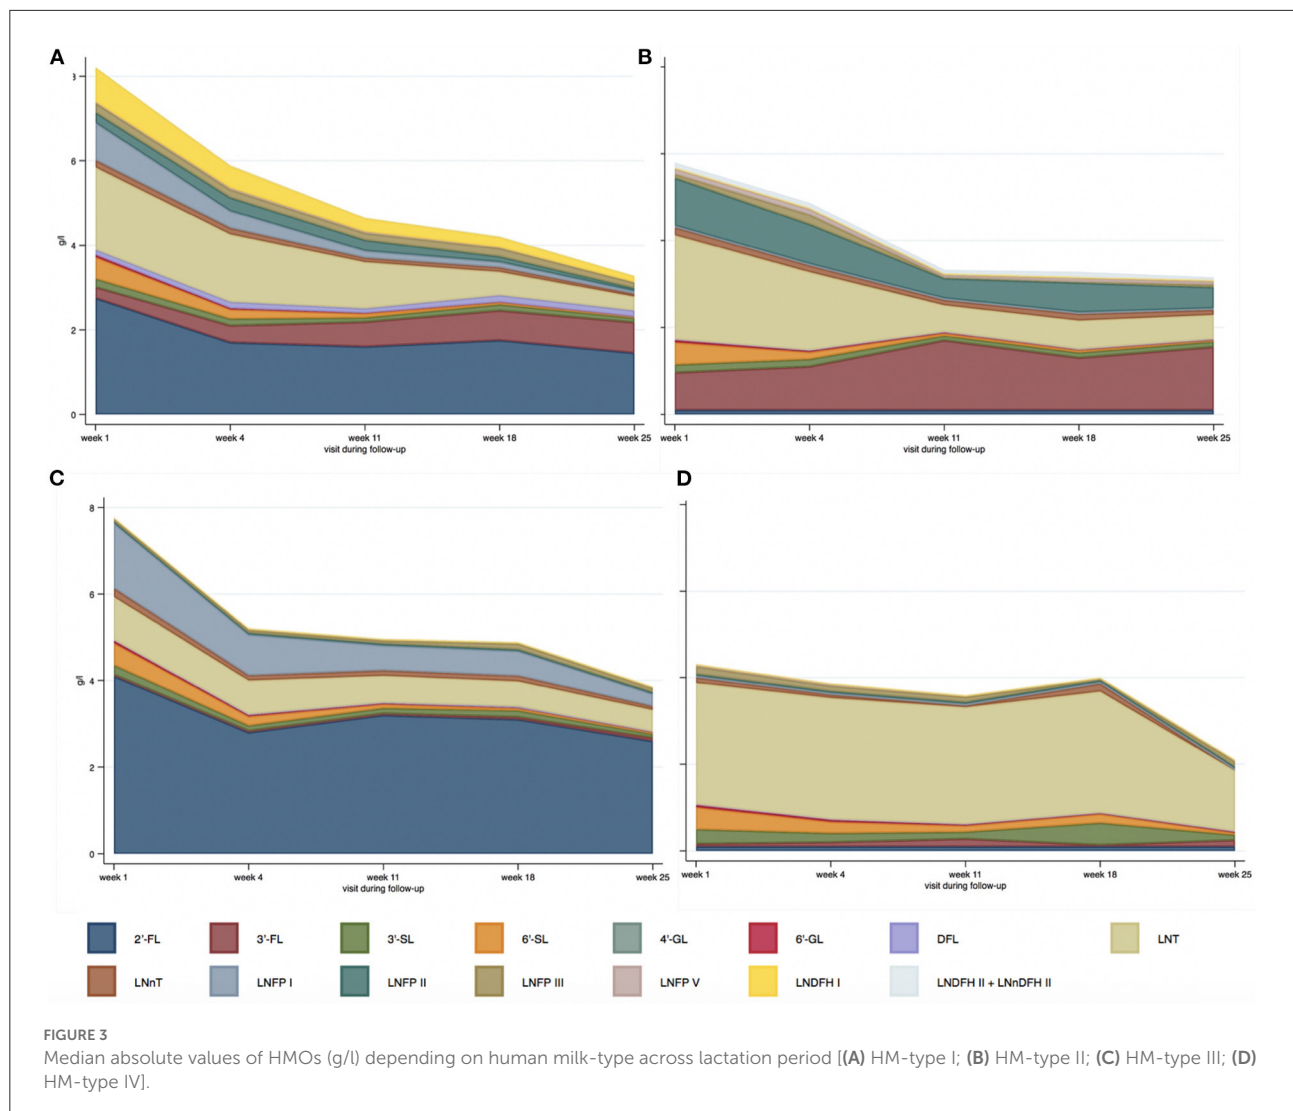 A
B
8
6
4
2
0
g/l
week 1 week 4 week 11 week 18 week 25
visit during follow-up
week 1 week 4 week 11 week 18 week 25
visit during follow-up
C
D
8
6
4
2
0
g/l
week 1 week 4 week 11 week 18 week 25
visit during follow-up
week 1 week 4 week 11 week 18 week 25
visit during follow-up
2'-FL 3'-FL 3'-SL 6'-SL 4'-GL 6'-GL DFL LNT
LNnT LNFP I LNFP II LNFP III LNFP V LNDFH I LNDFH II + LNnDFH II
FIGURE 3
Median absolute values of HMOs (g/l) depending on human milk-type across lactation period [(A) HM-type I; (B) HM-type II; (C) HM-type III; (D)
HM-type IV].